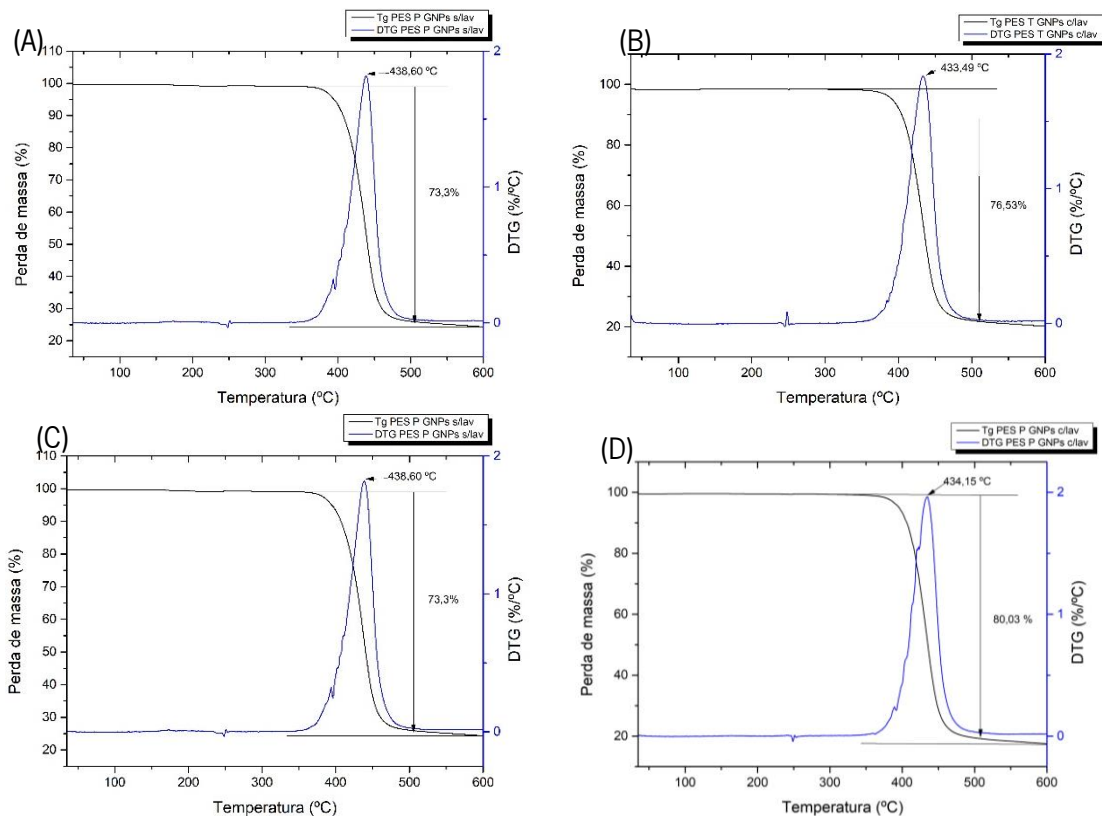 (A)
Tg PES P GNPs s/lav
DTG PES P GNPs s/lav
438,60 ºC
73,3%
110
100
90
80
70
60
50
40
30
20
2
1
0
100
200
300
400
500
600
Perda de massa (%)
DTG (%/ºC)
Temperatura (ºC)
(B)
Tg PES T GNPs c/lav
DTG PES T GNPs c/lav
433,49 ºC
76,53%
100
80
60
40
20
2
1
0
100
200
300
400
500
600
Perda de massa (%)
DTG (%/ºC)
Temperatura (ºC)
(C)
Tg PES P GNPs s/lav
DTG PES P GNPs s/lav
438,60 ºC
73,3%
110
100
90
80
70
60
50
40
30
20
2
1
0
100
200
300
400
500
600
Perda de massa (%)
DTG (%/ºC)
Temperatura (ºC)
(D)
Tg PES P GNPs c/lav
DTG PES P GNPs c/lav
434,15 ºC
80,03 %
100
80
60
40
20
2
1
0
100
200
300
400
500
600
Perda de massa (%)
DTG (%/ºC)
Temperatura (ºC)